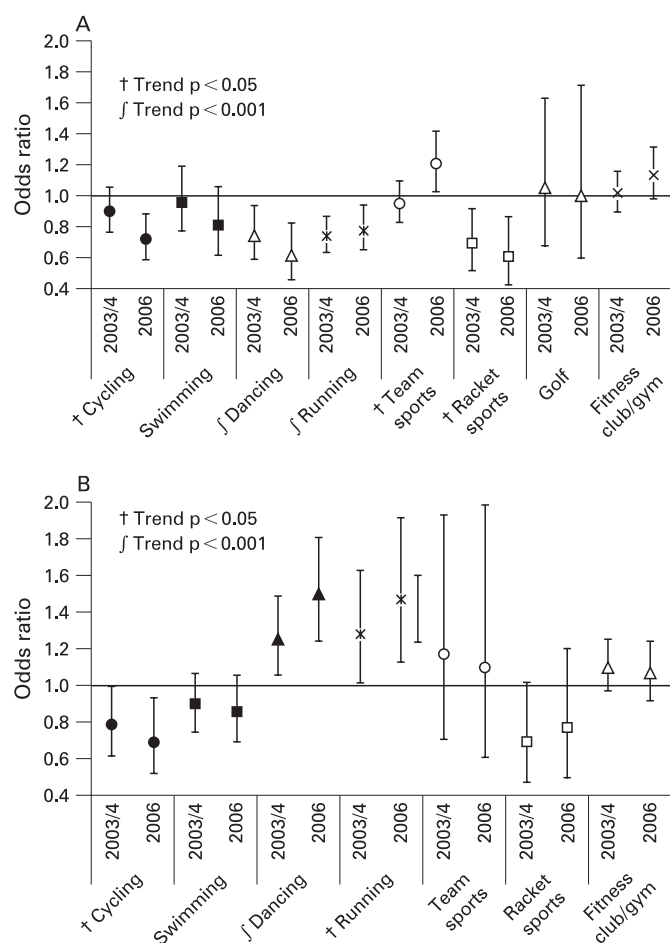 A
2.0
† Trend p < 0.05
∫ Trend p < 0.001
1.8
1.6
1.4
1.2
1.0
0.8
0.6
0.4
Odds ratio
2003/4 2006 2003/4 2006 2003/4 2006 2003/4 2006 2003/4 2006 2003/4 2006 2003/4 2006 2003/4 2006
† Cycling
Swimming
∫ Dancing
∫ Running
† Team
sports
† Racket
sports
Golf
Fitness
club/gym
B
2.0
† Trend p < 0.05
∫ Trend p < 0.001
1.8
1.6
1.4
1.2
1.0
0.8
0.6
0.4
Odds ratio
2003/4 2006 2003/4 2006 2003/4 2006 2003/4 2006 2003/4 2006 2003/4 2006 2003/4 2006
† Cycling
Swimming
∫ Dancing
† Running
Team
sports
Racket
sports
Fitness
club/gym